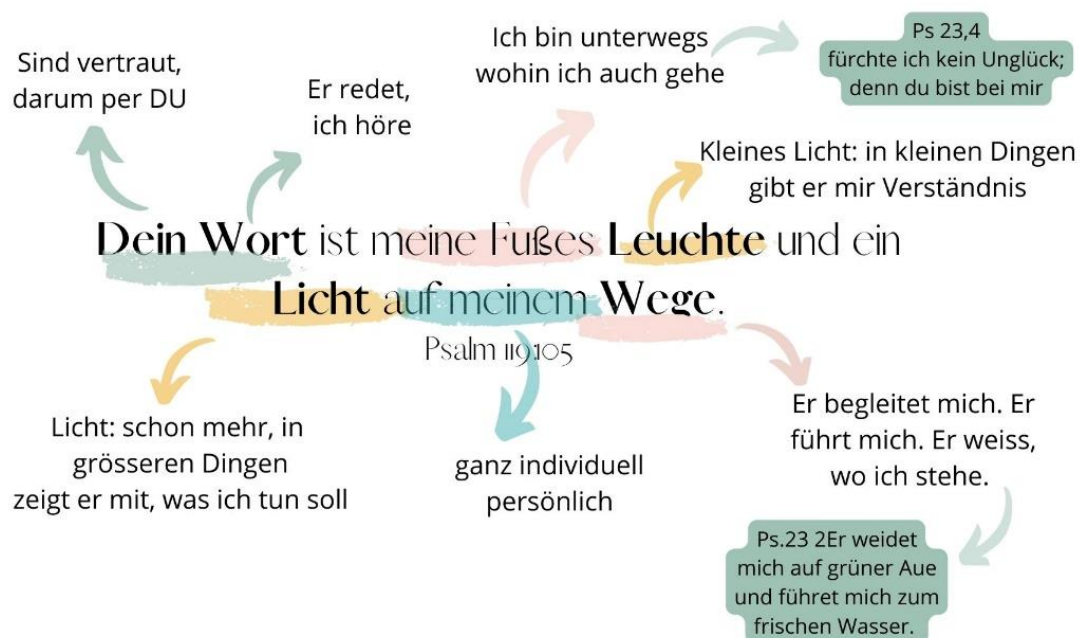 Sind vertraut,
darum per DU
Er redet,
ich höre
Ich bin unterwegs
wohin ich auch gehe
Ps 23,4
fürchte ich kein Unglück;
denn du bist bei mir
Kleines Licht: in kleinen Dingen
gibt er mir Verständnis
Dein Wort ist meine Fußes Leuchte und ein
Licht auf meinem Wege.
Psalm 119:105
Licht: schon mehr, in
grösseren Dingen
zeigt er mit, was ich tun soll
ganz individuell
persönlich
Er begleitet mich. Er
führt mich. Er weiss,
wo ich stehe.
Ps.23 2Er weidet
mich auf grüner Aue
und führet mich zum
frischen Wasser.